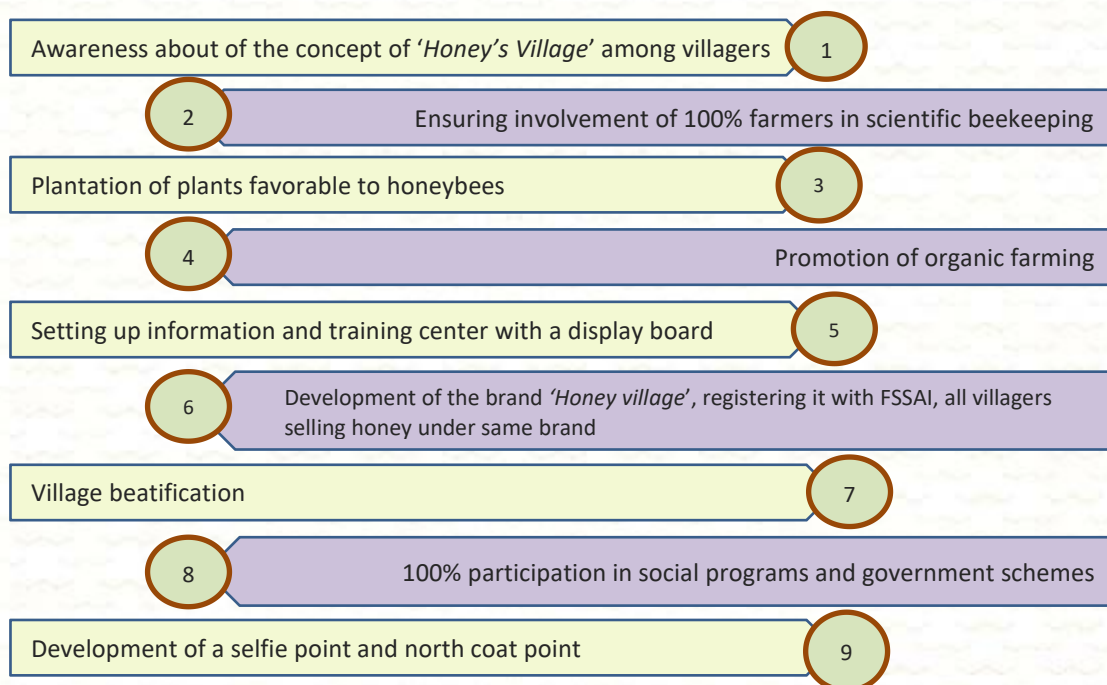 Awareness about of the concept of ‘Honey’s Village’ among villagers 1
2 Ensuring involvement of 100% farmers in scientific beekeeping
Plantation of plants favorable to honeybees 3
4 Promotion of organic farming
Setting up information and training center with a display board 5
6 Development of the brand ‘Honey village’, registering it with FSSAI, all villagers
selling honey under same brand
Village beatification 7
8 100% participation in social programs and government schemes
Development of a selfie point and north coat point 9